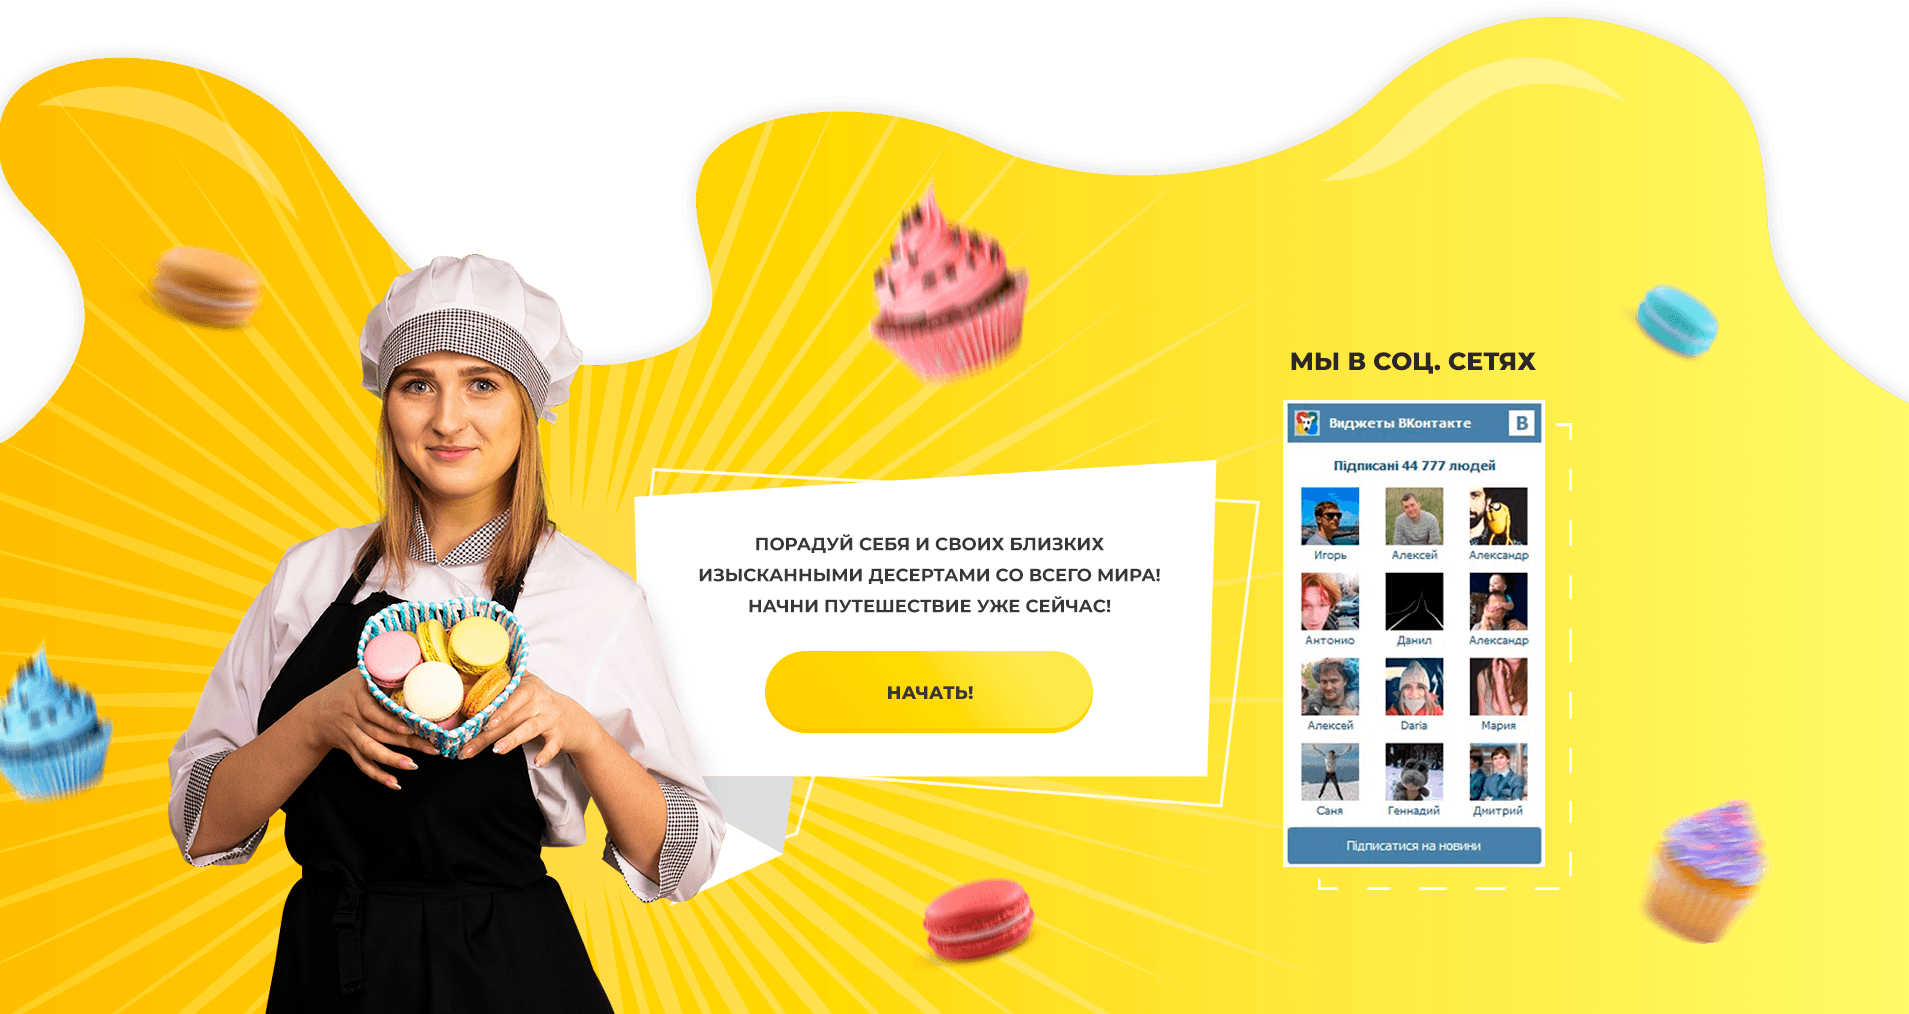 МЫ В СОЦ. СЕТЯХ
Виджеты ВКонтакте B
Підписані 44 777 людей
Игорь Алексей Александр
Антонио Данил Александр
Алексей Daria Мария
Саня Геннадий Дмитрий
Підписатися на новини
ПОРАДУЙ СЕБЯ И СВОИХ БЛИЗКИХ
ИЗЫСКАННЫМИ ДЕСЕРТАМИ СО ВСЕГО МИРА!
НАЧНИ ПУТЕШЕСТВИЕ УЖЕ СЕЙЧАС!
НАЧАТЬ!